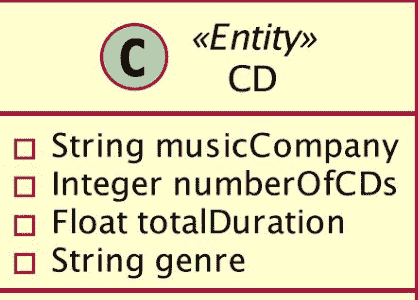 C
«Entity»
CD
String musicCompany
Integer numberOfCDs
Float totalDuration
String genre